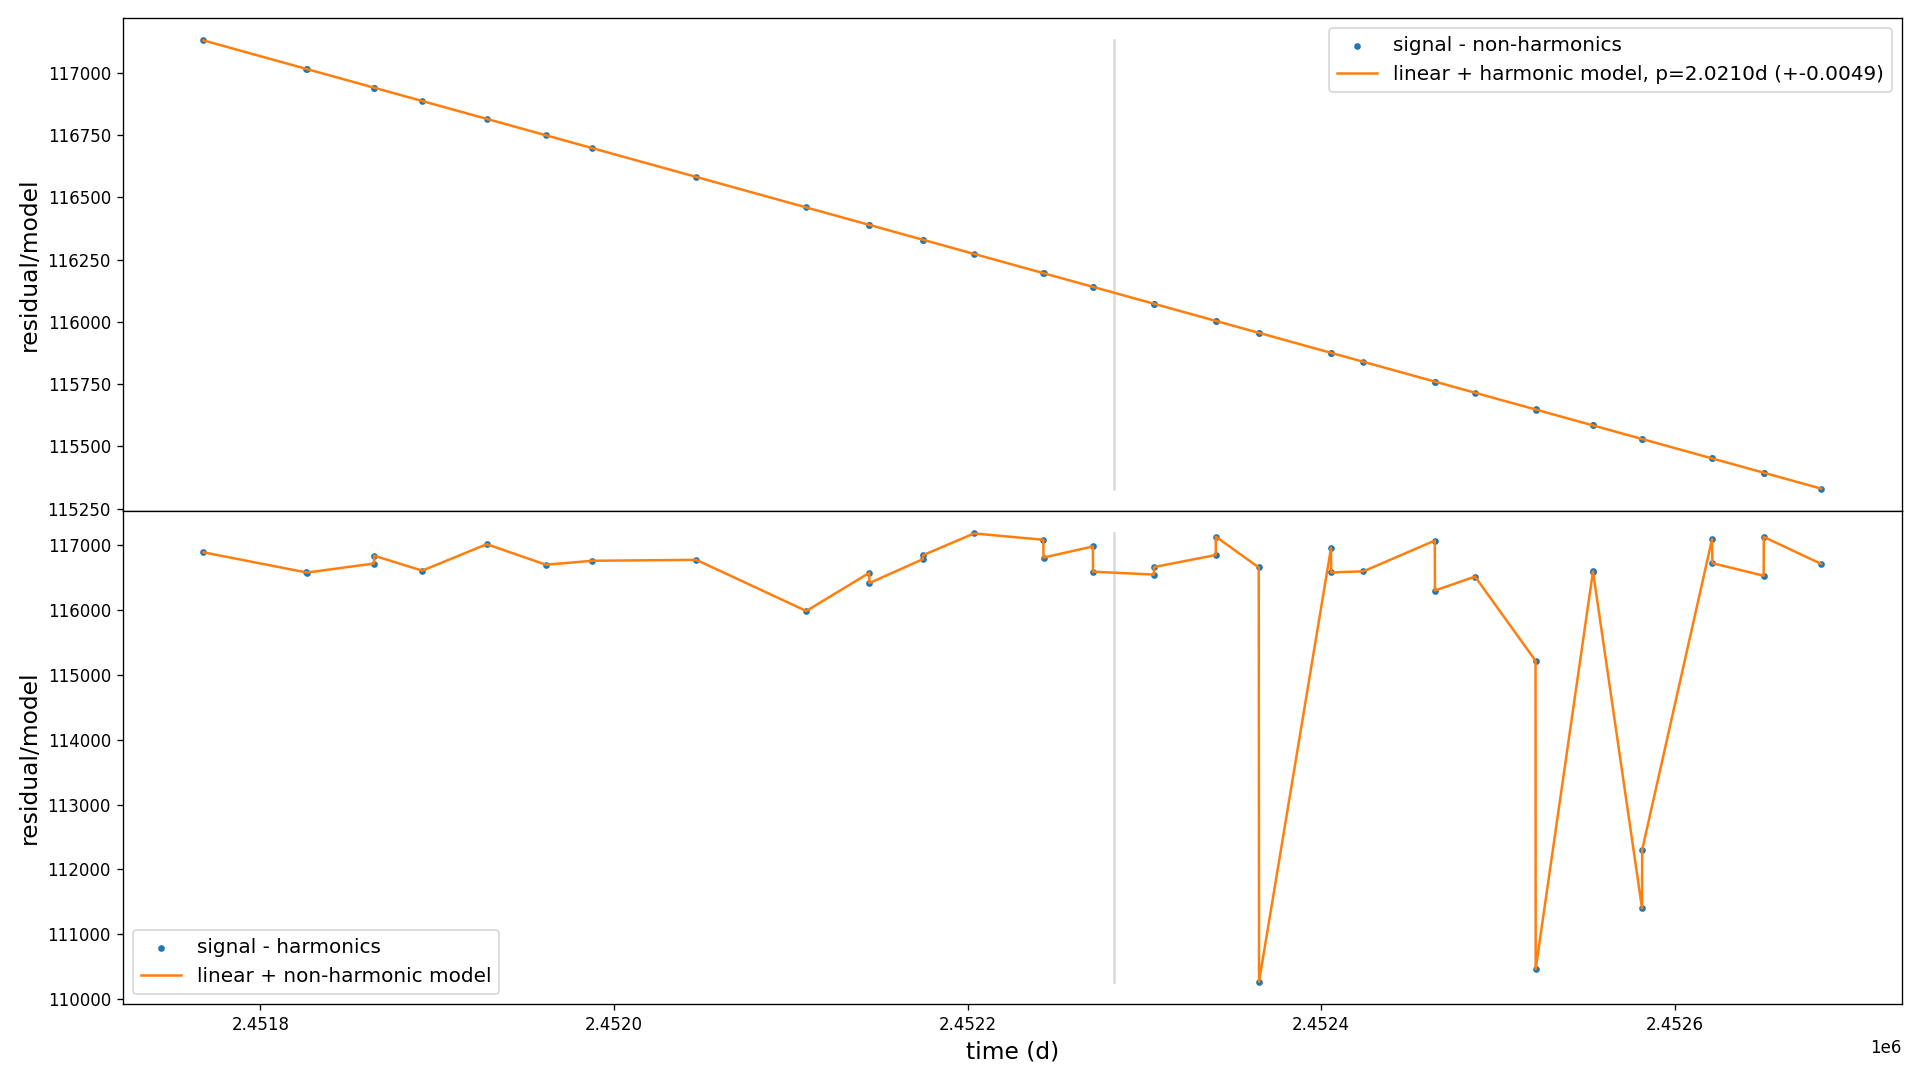 signal - non-harmonics
linear + harmonic model, p=2.0210d (+-0.0049)
residual/model
117000
116750
116500
116250
116000
115750
115500
115250
residual/model
117000
116000
115000
114000
113000
112000
111000
110000
signal - harmonics
linear + non-harmonic model
2.4518 2.4520 2.4522 2.4524 2.4526
1e6
time (d)